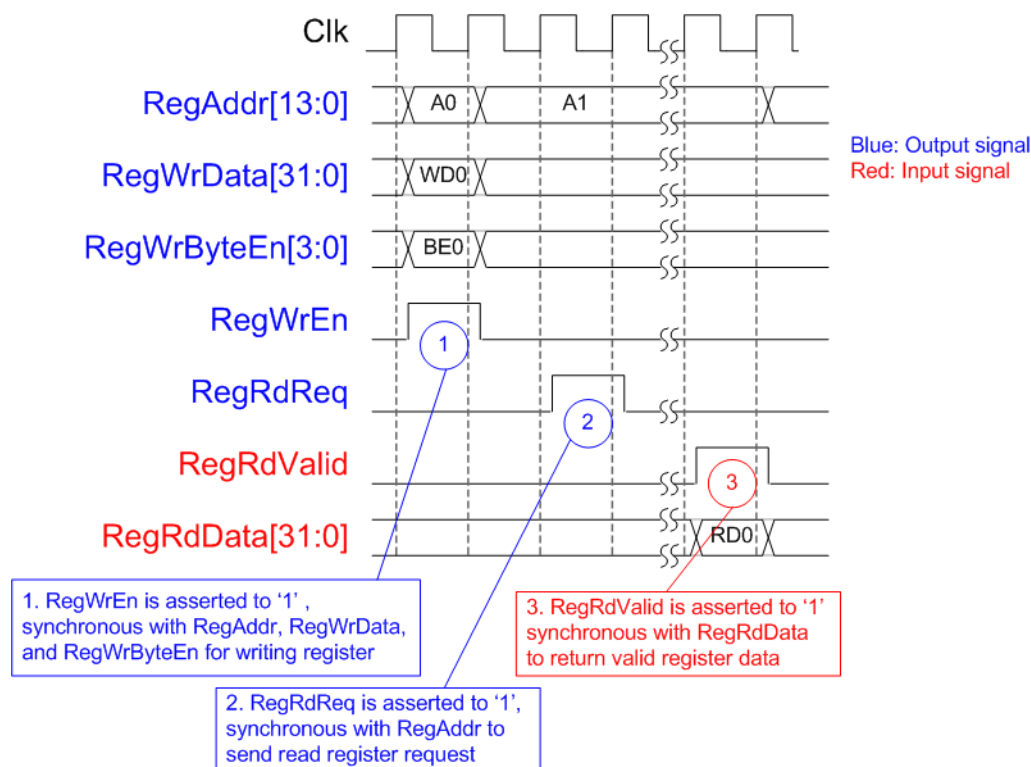 Clk
RegAddr[13:0]
A0
A1
Blue: Output signal
Red: Input signal
RegWrData[31:0]
WD0
RegWrByteEn[3:0]
BE0
RegWrEn
1
RegRdReq
2
RegRdValid
3
RegRdData[31:0]
RD0
1. RegWrEn is asserted to ‘1’ ,
synchronous with RegAddr, RegWrData,
and RegWrByteEn for writing register
3. RegRdValid is asserted to ‘1’
synchronous with RegRdData
to return valid register data
2. RegRdReq is asserted to ‘1’,
synchronous with RegAddr to
send read register request